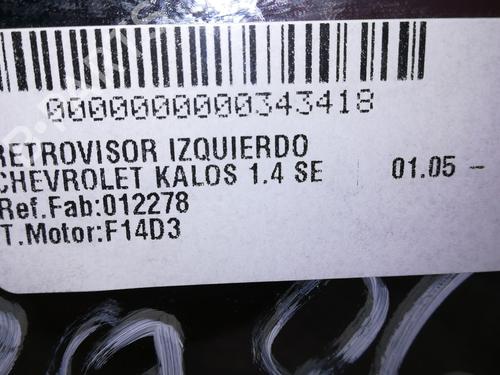 0000000000343418
RETROVISOR IZQUIERDO
CHEVROLET KALOS 1.4 SE 01.05 -
Ref.Fab:012278
T.Motor:F14D3